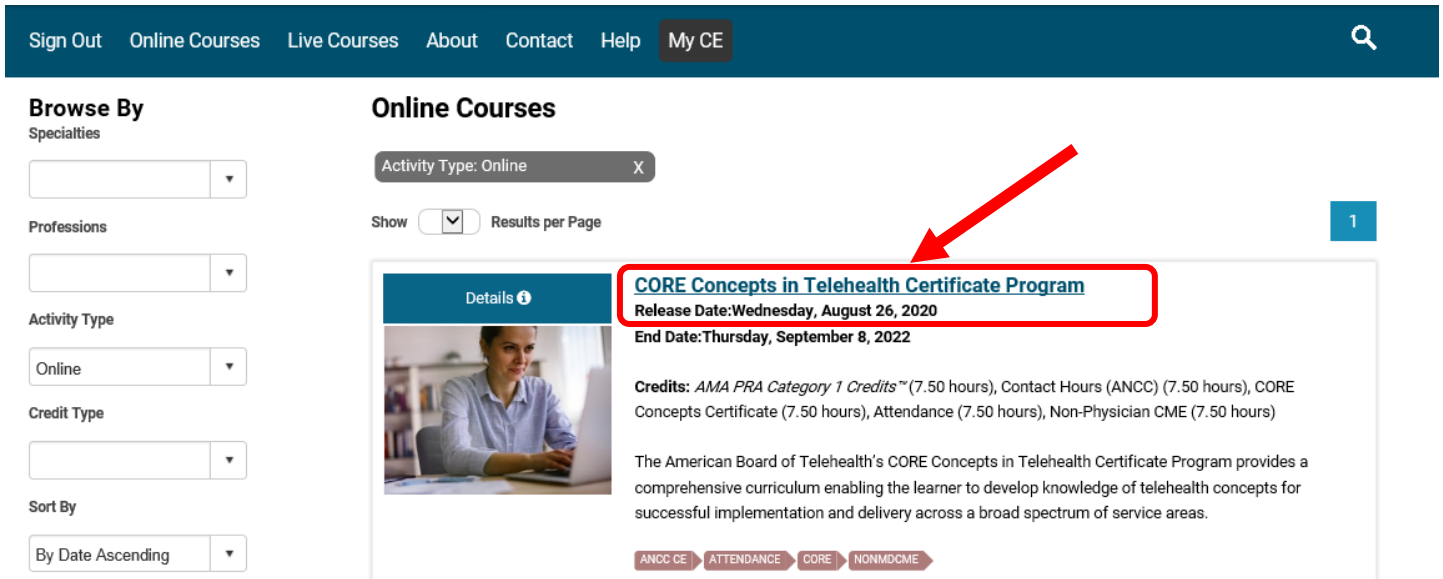 Sign Out Online Courses Live Courses About Contact Help My CE
Browse By
Specialties
Professions
Activity Type
Online
Credit Type
Sort By
By Date Ascending
Online Courses
Activity Type: Online X
Show Results per Page
1
Details
CORE Concepts in Telehealth Certificate Program
Release Date:Wednesday, August 26, 2020
End Date:Thursday, September 8, 2022
Credits: AMA PRA Category 1 Credits™ (7.50 hours), Contact Hours (ANCC) (7.50 hours), CORE
Concepts Certificate (7.50 hours), Attendance (7.50 hours), Non-Physician CME (7.50 hours)
The American Board of Telehealth's CORE Concepts in Telehealth Certificate Program provides a
comprehensive curriculum enabling the learner to develop knowledge of telehealth concepts for
successful implementation and delivery across a broad spectrum of service areas.
ANCC CE ATTENDANCE CORE NONMDCME